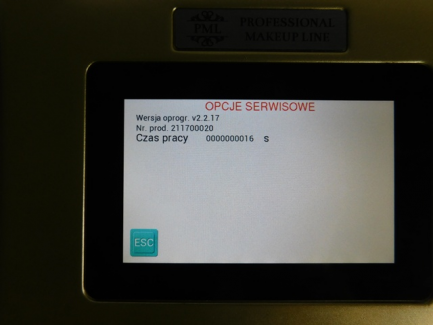 PML
PROFESSIONAL
MAKEUP LINE
OPCJE SERWISOWE
Wersja oprogr. v2.2.17
Nr. prod. 211700020
Czas pracy 0000000016 s
ESC